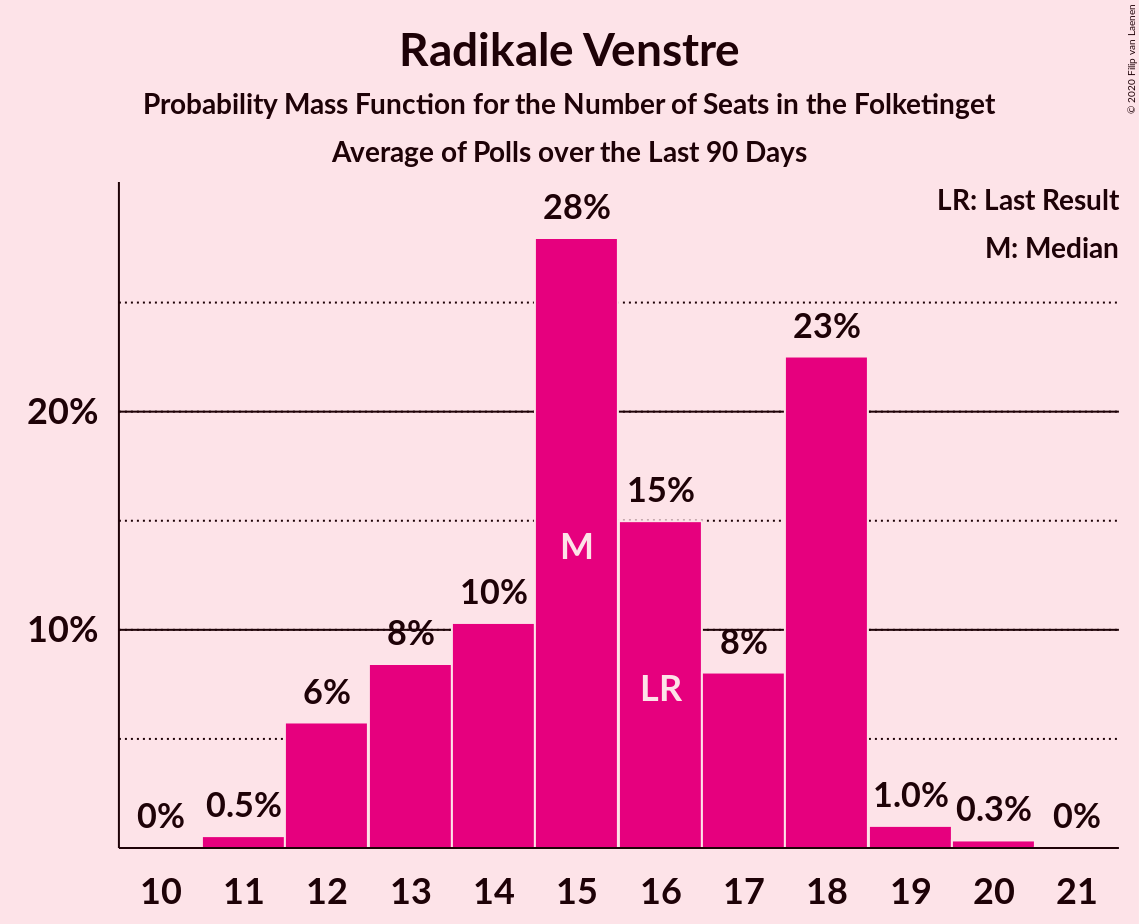 Radikale Venstre
Probability Mass Function for the Number of Seats in the Folketinget
Average of Polls over the Last 90 Days
© 2020 Filip van Laenen
LR: Last Result
M: Median
28%
23%
20%
15%
M
10%
10%
8%
8%
LR
6%
0%
0.5%
1.0%
0.3%
0%
10 11 12 13 14 15 16 17 18 19 20 21